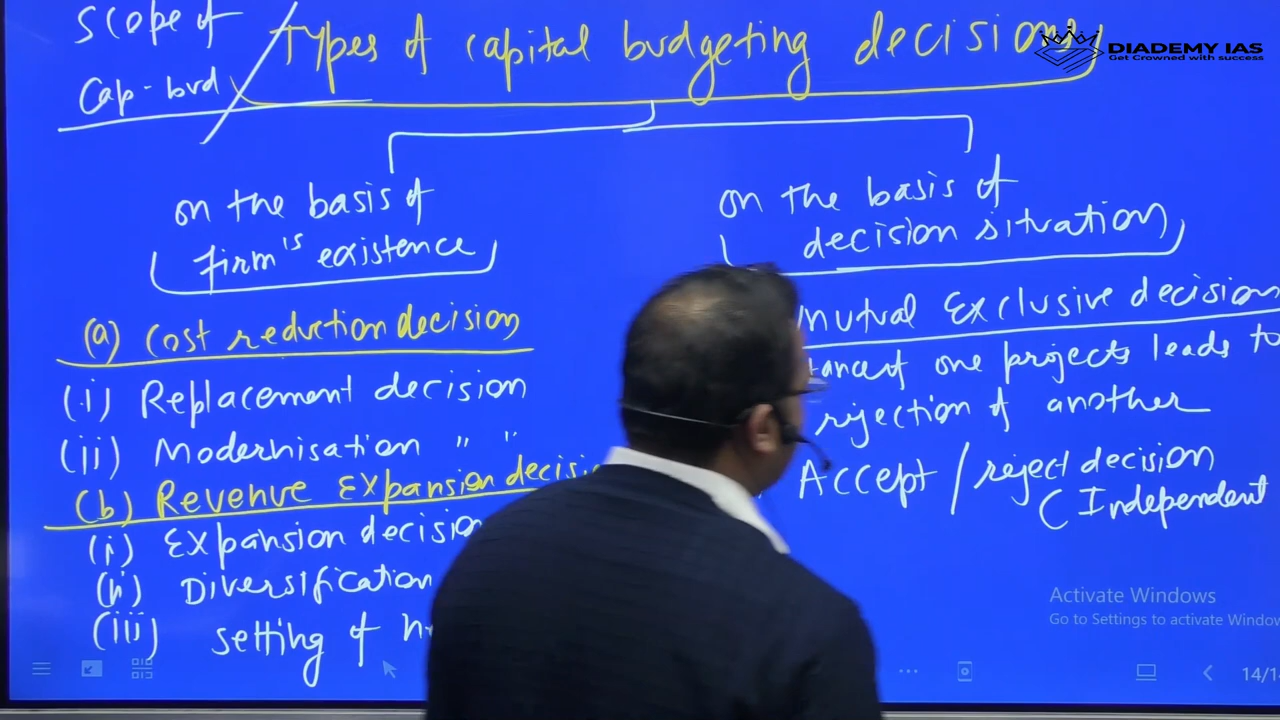 Scope of
Cap-bud
Types of capital budgeting decision
DIADEMY IAS
Get Crowned with success
on the basis of
firm's existence
(a) Cost reduction decision
(i) Replacement decision
(ii) Modernisation " "
(b) Revenue Expansion decisi
(i) Expansion decision
(ii) Diversification
(iii) setting of n
on the basis of
decision situation
Mutual Exclusive decision
tance of one projects leads to
rejection of another
Accept / reject decision
( Independent
Activate Windows
Go to Settings to activate Window
14/1